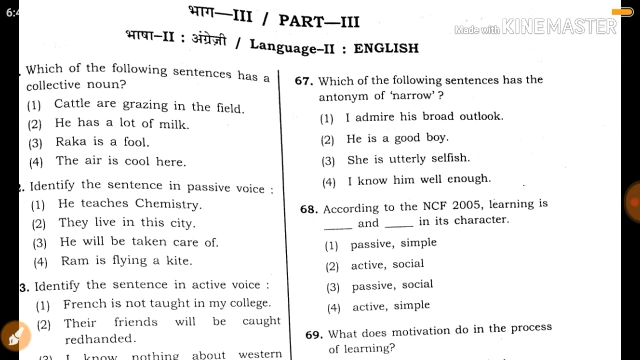 6:4
Made with KINEMASTER
भाग—III / PART—III
भाषा–II : अंग्रेज़ी / Language–II : ENGLISH
. Which of the following sentences has a
collective noun?
(1) Cattle are grazing in the field.
(2) He has a lot of milk.
(3) Raka is a fool.
(4) The air is cool here.
2. Identify the sentence in passive voice :
(1) He teaches Chemistry.
(2) They live in this city.
(3) He will be taken care of.
(4) Ram is flying a kite.
3. Identify the sentence in active voice :
(1) French is not taught in my college.
(2) Their friends will be caught
redhanded.
(3) I know nothing about western
67. Which of the following sentences has the
antonym of 'narrow' ?
(1) I admire his broad outlook.
(2) He is a good boy.
(3) She is utterly selfish.
(4) I know him well enough.
68. According to the NCF 2005, learning is
____ and ____ in its character.
(1) passive, simple
(2) active, social
(3) passive, social
(4) active, simple
69. What does motivation do in the process
of learning?